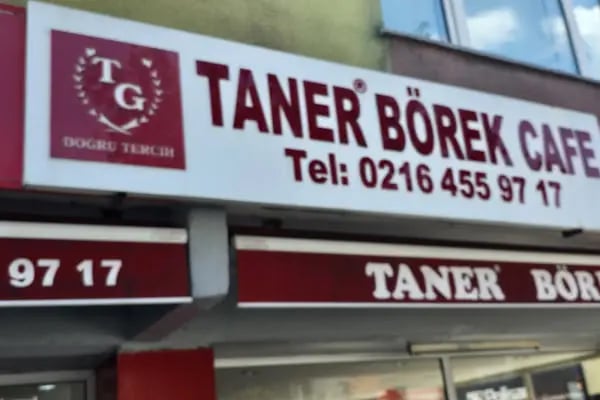 TG
DOĞRU TERCİH
TANER® BÖREK CAFE
Tel: 0216 455 97 17
97 17
TANER® BÖR